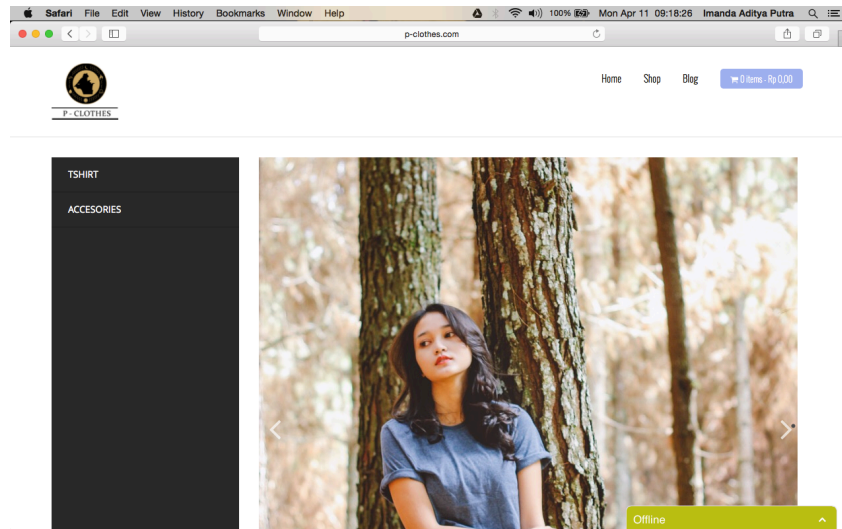 Safari File Edit View History Bookmarks Window Help 100% Mon Apr 11 09:18:26 Imanda Aditya Putra
p-clothes.com
P - CLOTHES
Home Shop Blog 0 items - Rp 0,00
TSHIRT
ACCESORIES
Offline